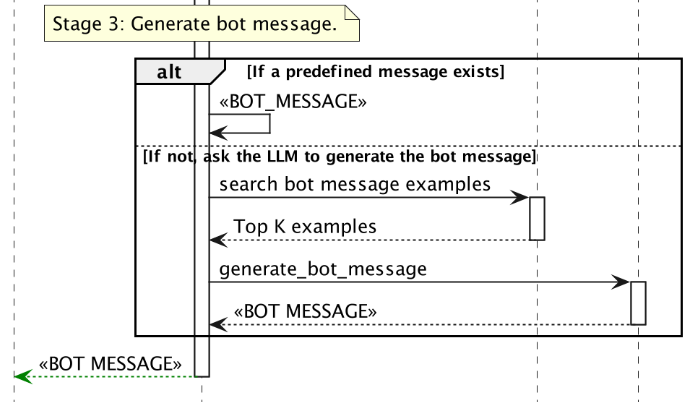 Stage 3: Generate bot message.
alt [If a predefined message exists]
«BOT_MESSAGE»
[If not, ask the LLM to generate the bot message]
search bot message examples
Top K examples
generate_bot_message
«BOT MESSAGE»
«BOT MESSAGE»